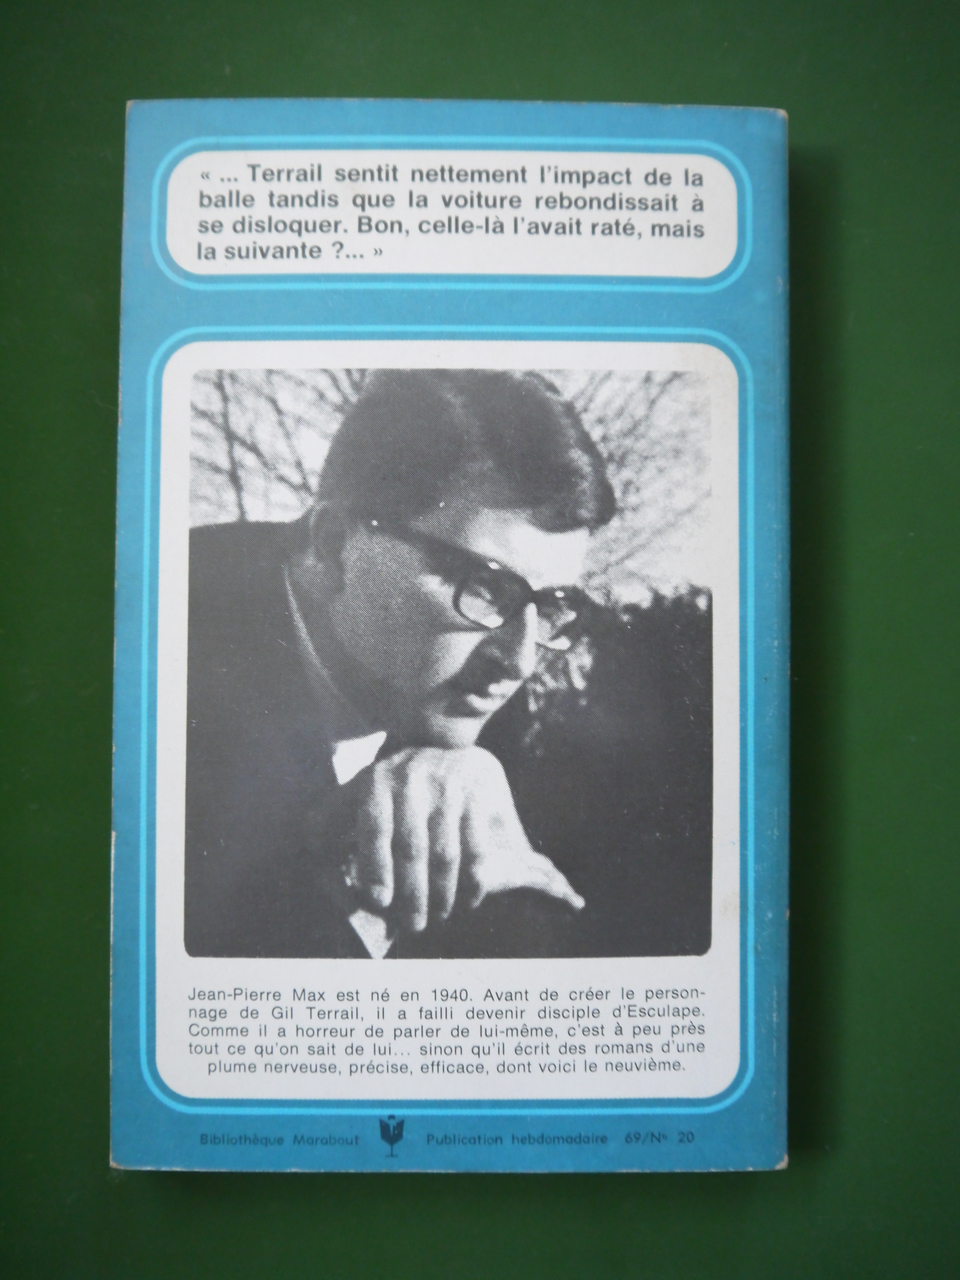 « ... Terrail sentit nettement l'impact de la
balle tandis que la voiture rebondissait à
se disloquer. Bon, celle-là l'avait raté, mais
la suivante ?... »
Jean-Pierre Max est né en 1940. Avant de créer le person-
nage de Gil Terrail, il a failli devenir disciple d'Esculape.
Comme il a horreur de parler de lui-même, c'est à peu près
tout ce qu'on sait de lui... sinon qu'il écrit des romans d'une
plume nerveuse, précise, efficace, dont voici le neuvième.
Bibliothèque Marabout Publication hebdomadaire 69/N° 20